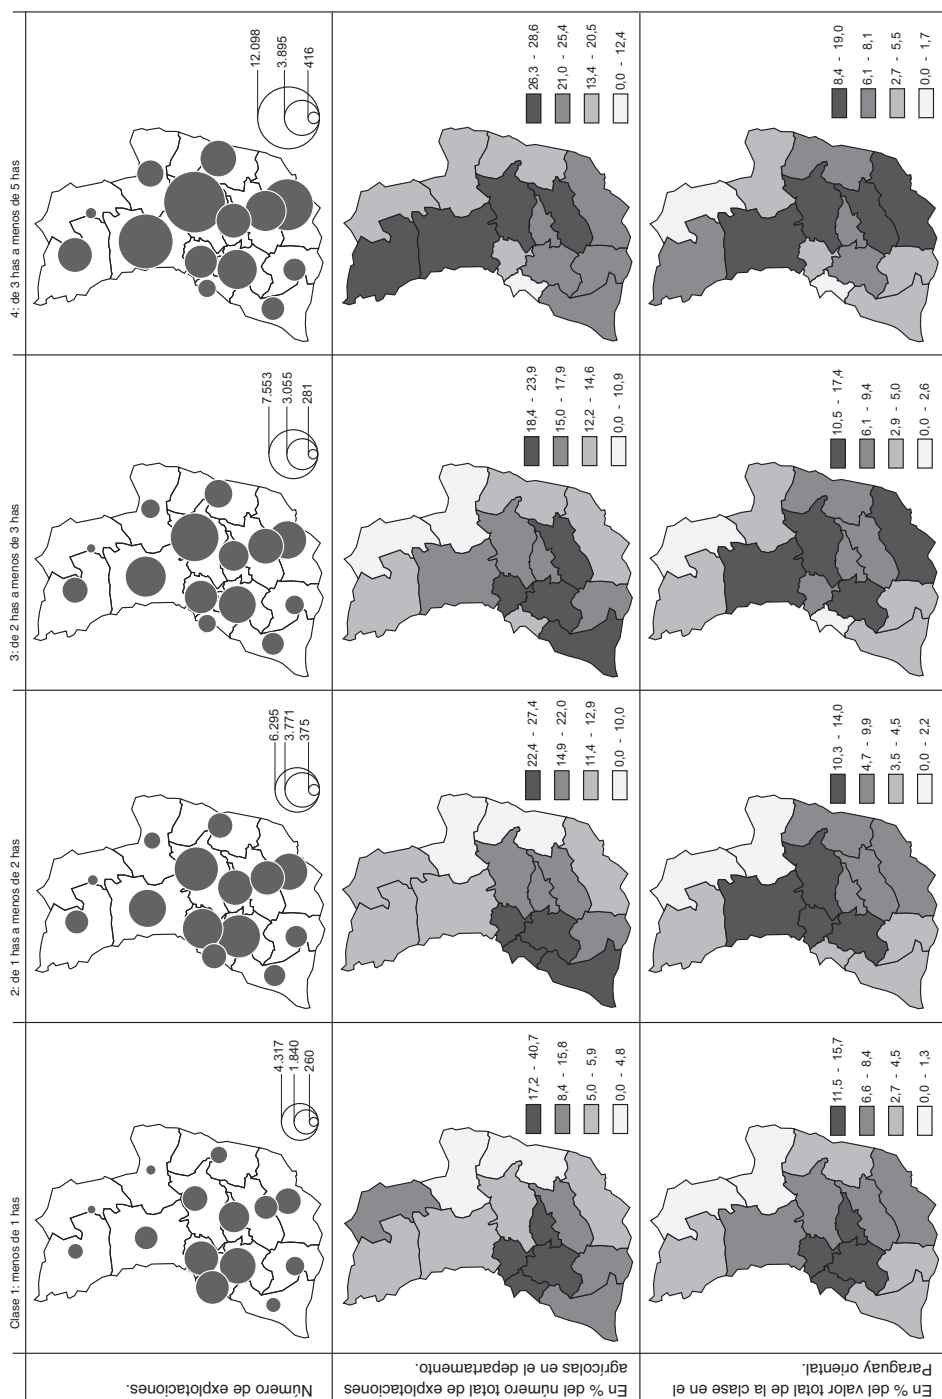 Clase 1: menos de 1 has
2: de 1 has a menos de 2 has
3: de 2 has a menos de 3 has
4: de 3 has a menos de 5 has
Número de explotaciones.
4.317
1.840
260
6.295
3.771
375
7.553
3.055
281
12.098
3.895
416
En % del número total de explotaciones
agrícolas en el departamento.
17,2 - 40,7
8,4 - 15,8
5,0 - 5,9
0,0 - 4,8
22,4 - 27,4
14,9 - 22,0
11,4 - 12,9
0,0 - 10,0
18,4 - 23,9
15,0 - 17,9
12,2 - 14,6
0,0 - 10,9
26,3 - 28,6
21,0 - 25,4
13,4 - 20,5
0,0 - 12,4
En % del valor total de la clase en el
Paraguay oriental.
11,5 - 15,7
6,6 - 8,4
2,7 - 4,5
0,0 - 1,3
10,3 - 14,0
4,7 - 9,9
3,5 - 4,5
0,0 - 2,2
10,5 - 17,4
6,1 - 9,4
2,9 - 5,0
0,0 - 2,6
8,4 - 19,0
6,1 - 8,1
2,7 - 5,5
0,0 - 1,7